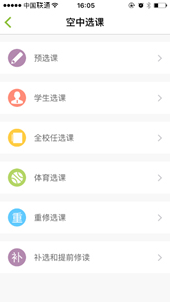 中国联通 16:05
空中选课
预选课
学生选课
全校任选课
体育选课
重 重修选课
补 补选和提前修读